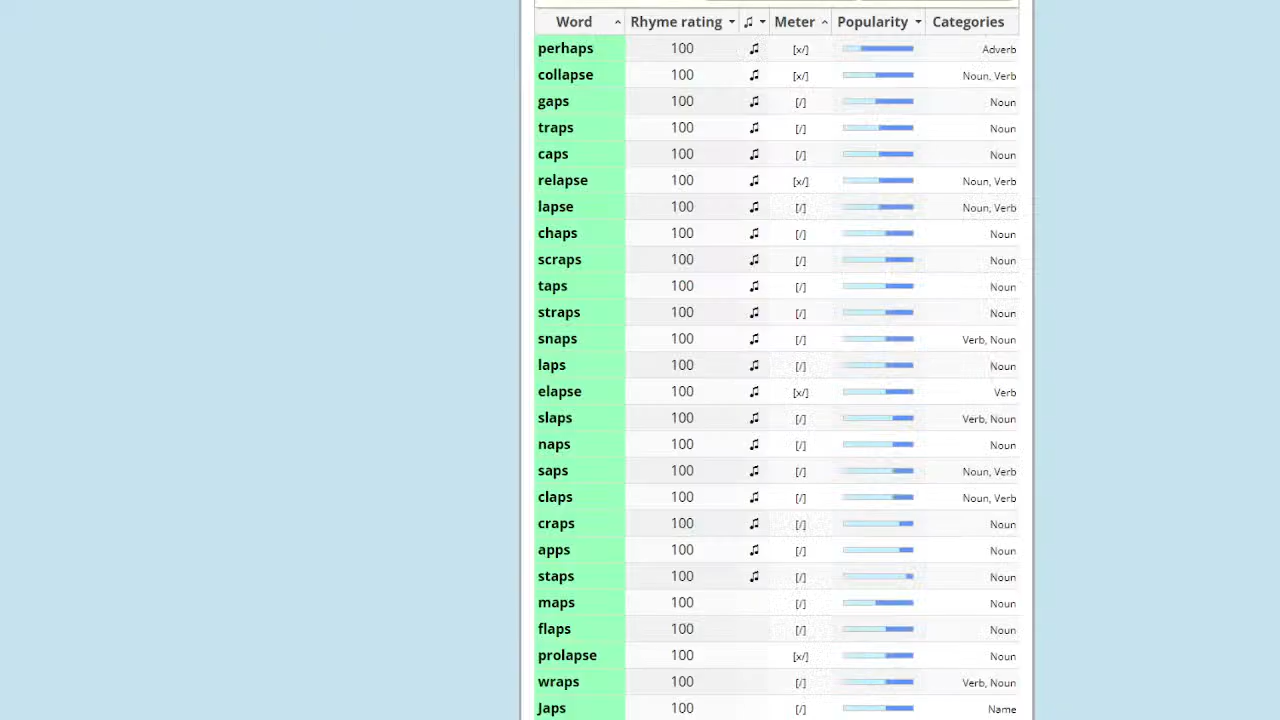 Word Rhyme rating ♫ Meter Popularity Categories
perhaps 100 ♫ [x/] Adverb
collapse 100 ♫ [x/] Noun, Verb
gaps 100 ♫ [/] Noun
traps 100 ♫ [/] Noun
caps 100 ♫ [/] Noun
relapse 100 ♫ [x/] Noun, Verb
lapse 100 ♫ [/] Noun, Verb
chaps 100 ♫ [/] Noun
scraps 100 ♫ [/] Noun
taps 100 ♫ [/] Noun
straps 100 ♫ [/] Noun
snaps 100 ♫ [/] Verb, Noun
laps 100 ♫ [/] Noun
elapse 100 ♫ [x/] Verb
slaps 100 ♫ [/] Verb, Noun
naps 100 ♫ [/] Noun
saps 100 ♫ [/] Noun, Verb
claps 100 ♫ [/] Noun, Verb
craps 100 ♫ [/] Noun
apps 100 ♫ [/] Noun
staps 100 ♫ [/] Noun
maps 100 [/] Noun
flaps 100 [/] Noun
prolapse 100 [x/] Noun
wraps 100 [/] Verb, Noun
Japs 100 [/] Name